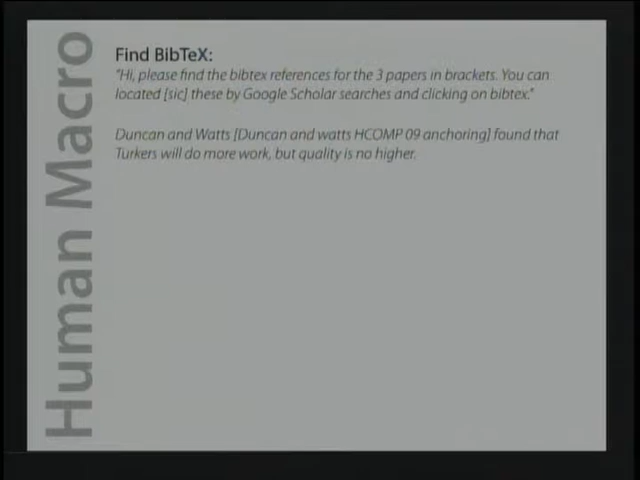 Human Macro
Find BibTeX:
"Hi, please find the bibtex references for the 3 papers in brackets. You can
located [sic] these by Google Scholar searches and clicking on bibtex."
Duncan and Watts [Duncan and watts HCOMP 09 anchoring] found that
Turkers will do more work, but quality is no higher.